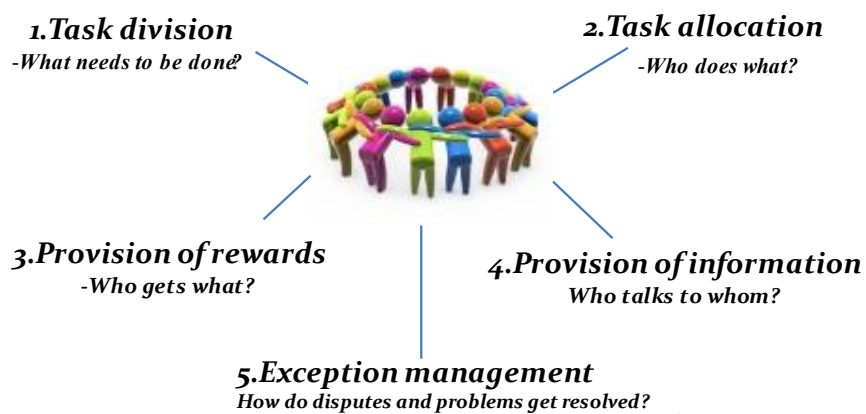 1.Task division
-What needs to be done?
2.Task allocation
-Who does what?
3.Provision of rewards
-Who gets what?
4.Provision of information
Who talks to whom?
5.Exception management
How do disputes and problems get resolved?